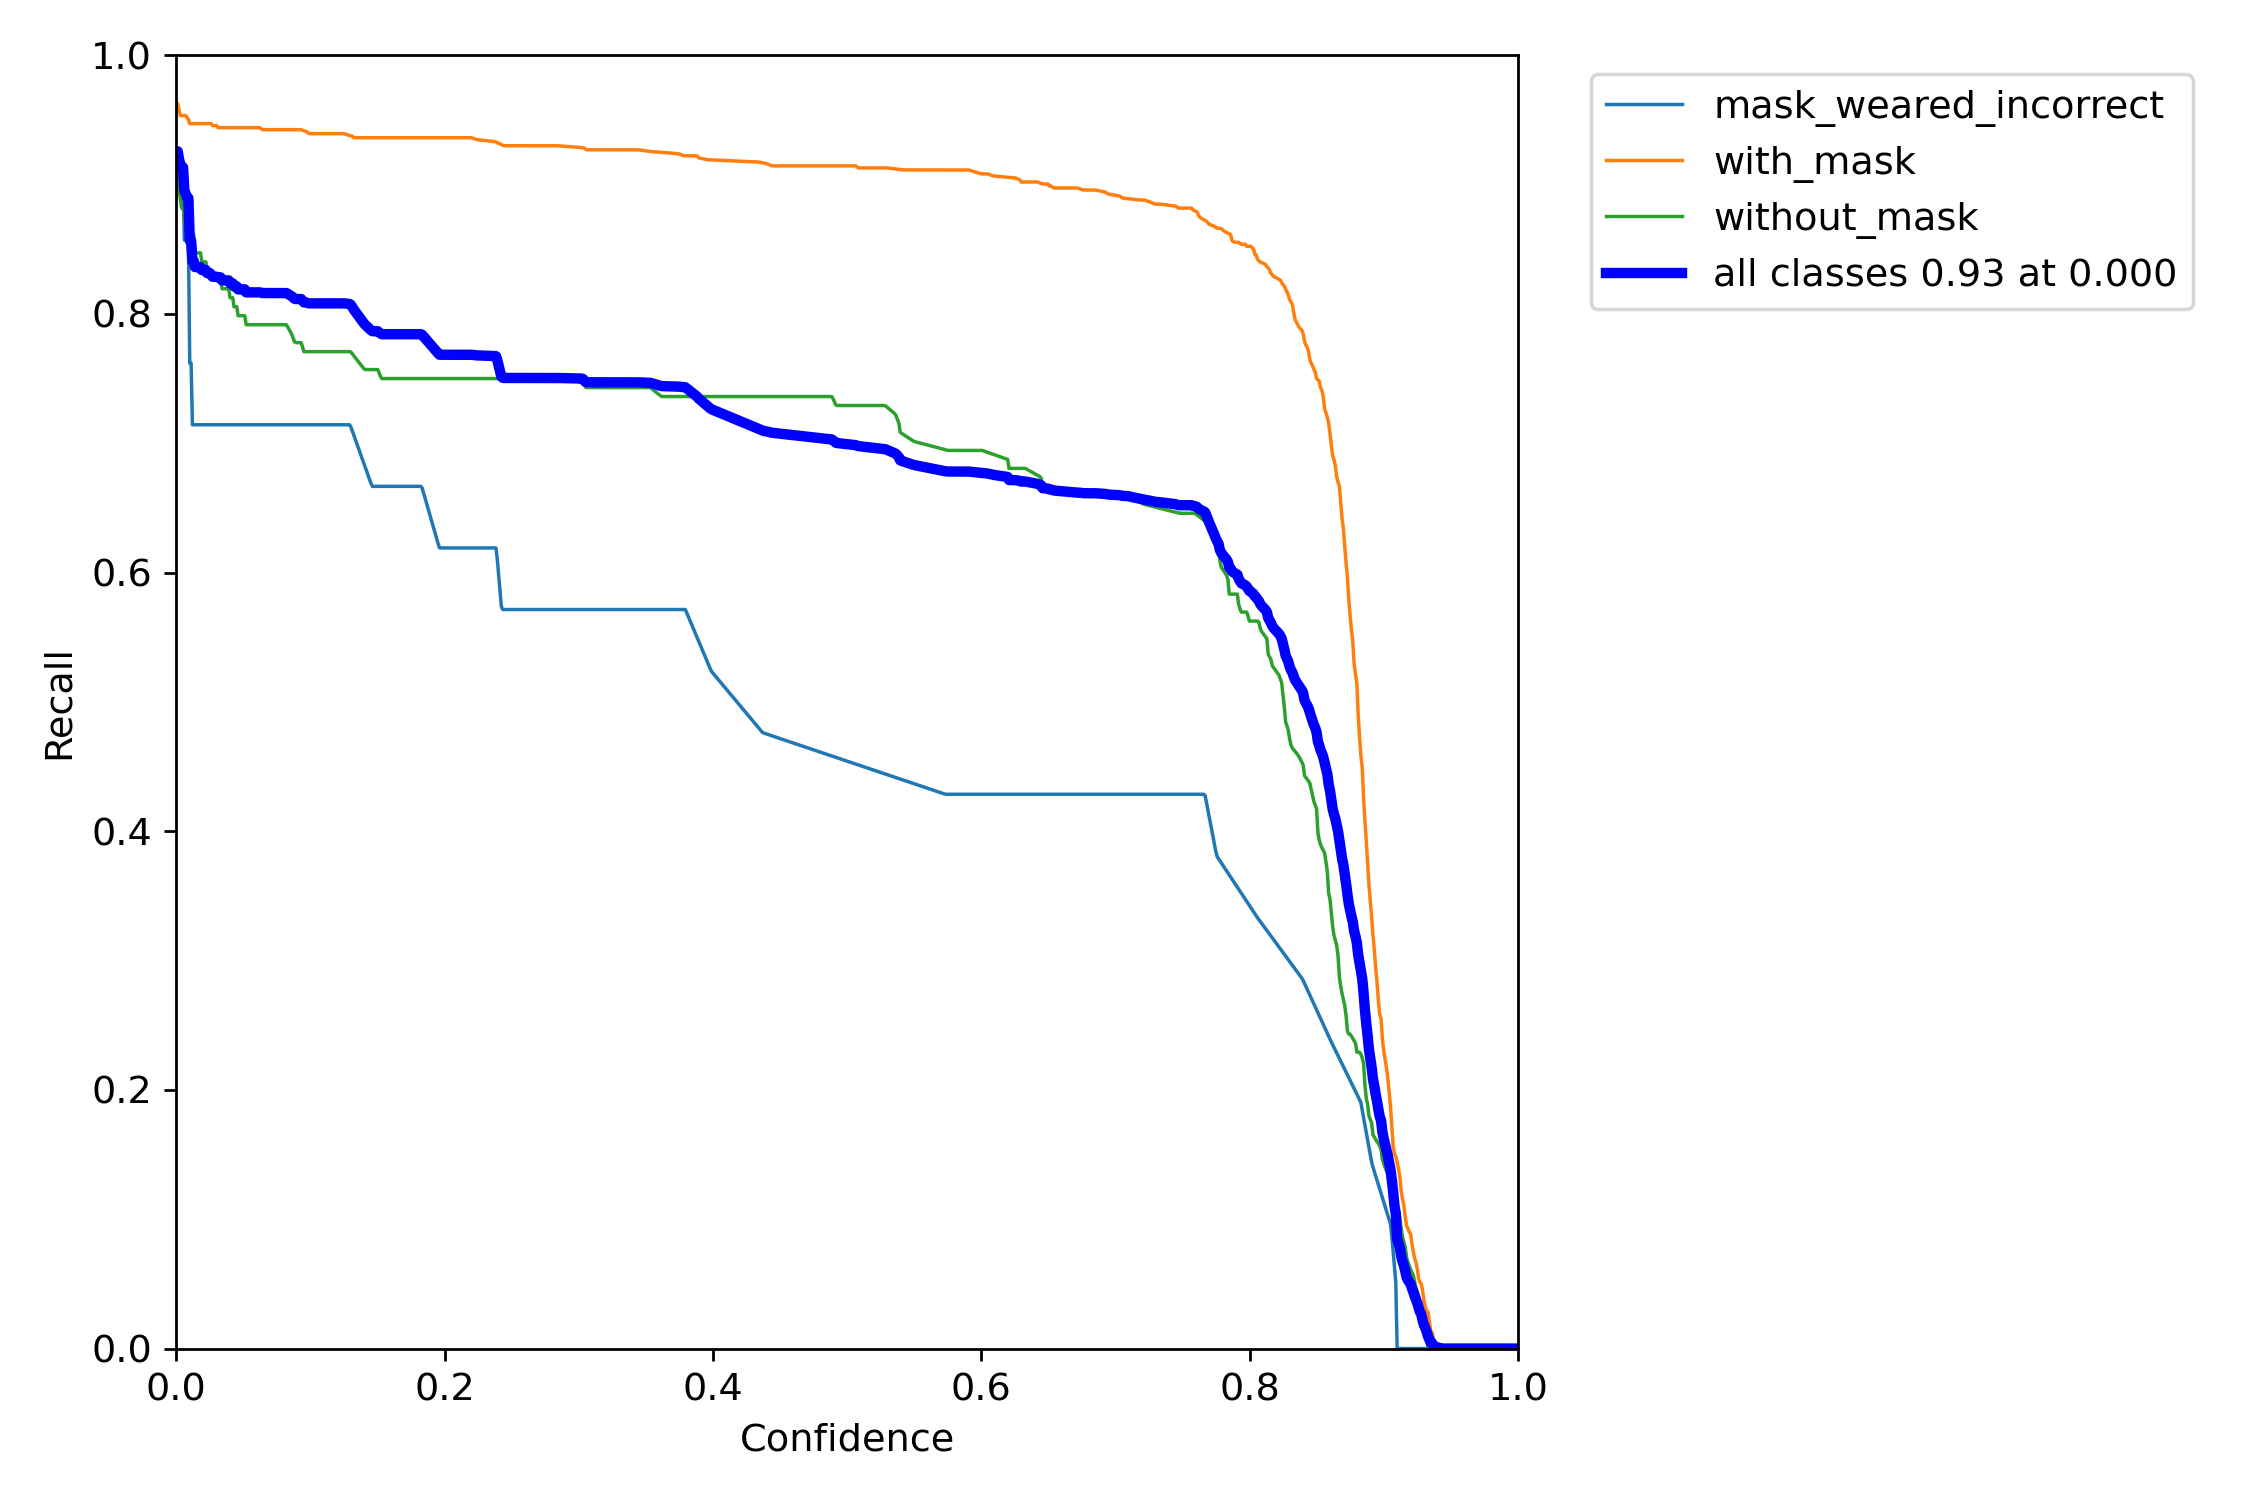 1.0
0.8
0.6
0.4
0.2
0.0
Recall
0.0 0.2 0.4 0.6 0.8 1.0
Confidence
mask_weared_incorrect
with_mask
without_mask
all classes 0.93 at 0.000